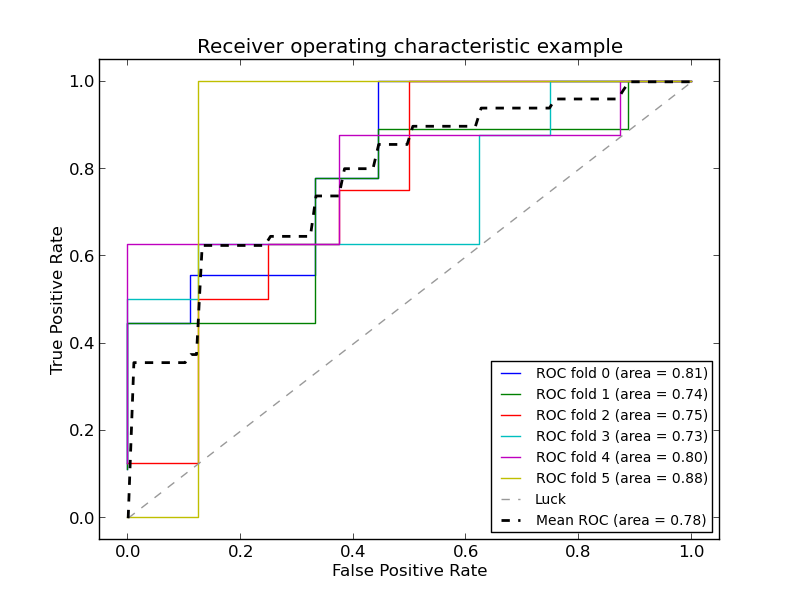 Receiver operating characteristic example
True Positive Rate
1.0
0.8
0.6
0.4
0.2
0.0
ROC fold 0 (area = 0.81)
ROC fold 1 (area = 0.74)
ROC fold 2 (area = 0.75)
ROC fold 3 (area = 0.73)
ROC fold 4 (area = 0.80)
ROC fold 5 (area = 0.88)
Luck
Mean ROC (area = 0.78)
0.0 0.2 0.4 0.6 0.8 1.0
False Positive Rate